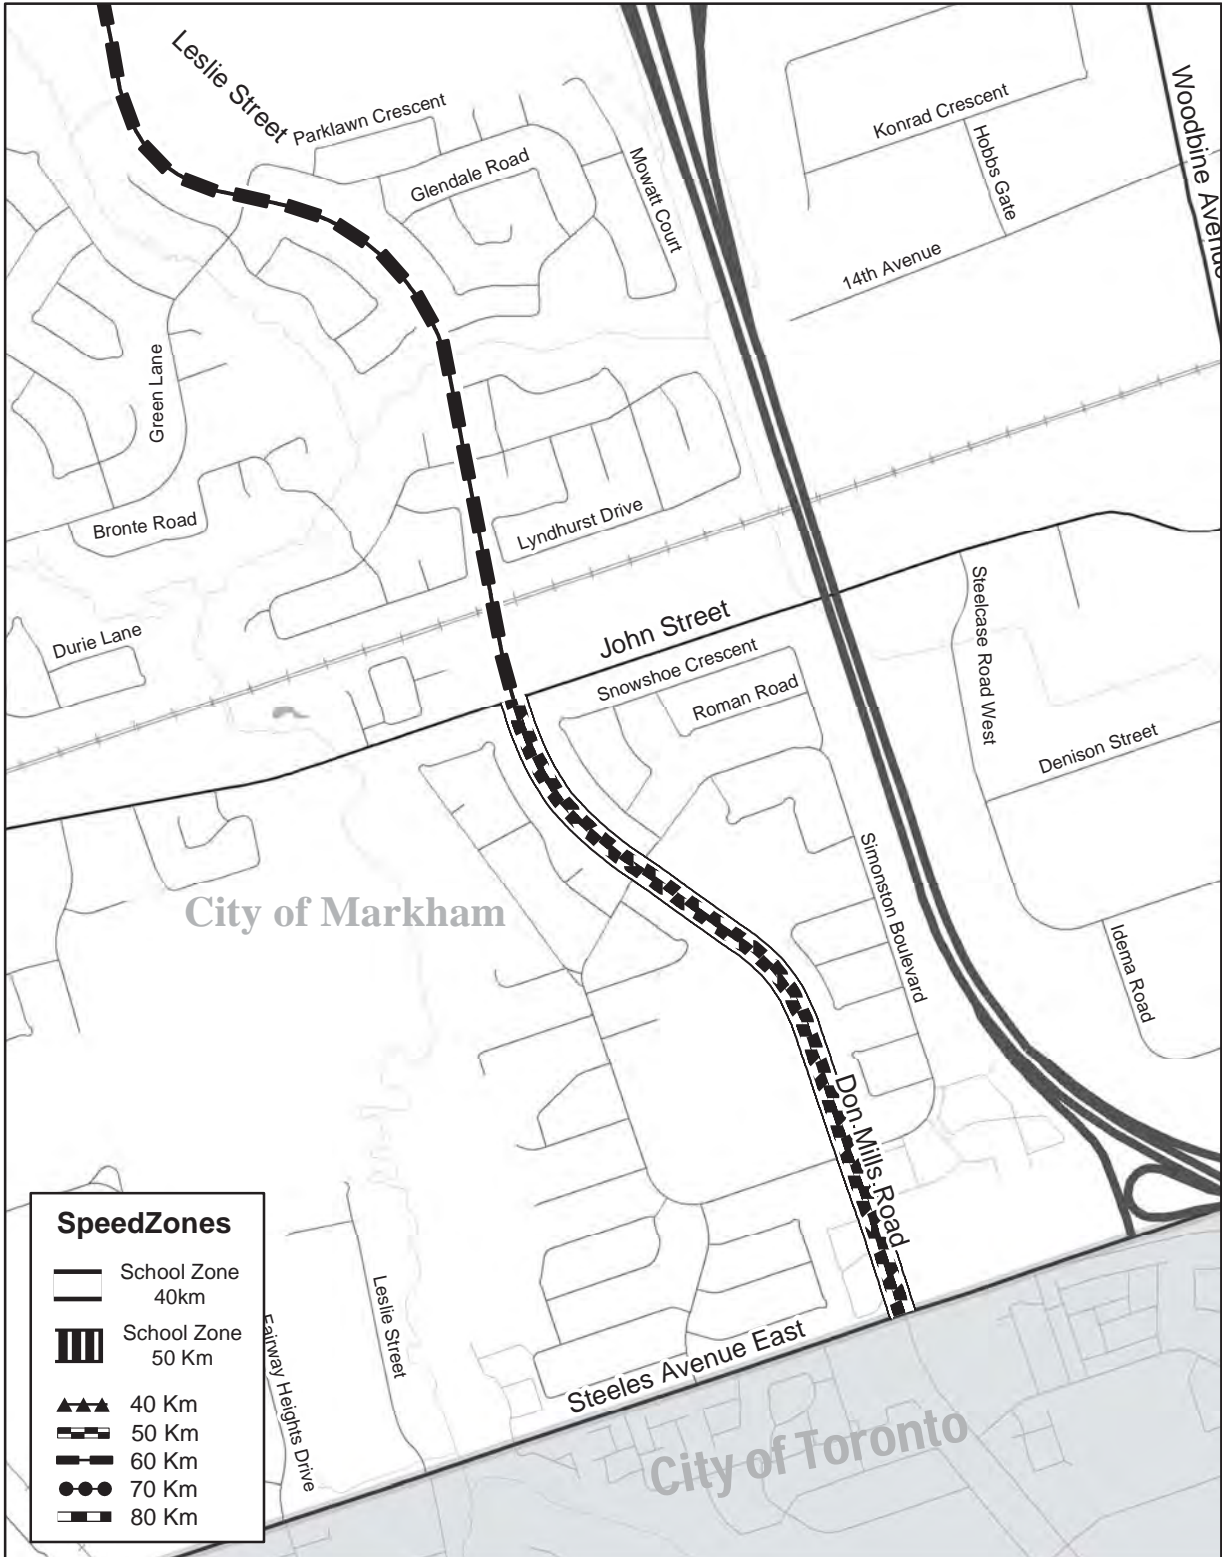 Leslie Street
Parklawn Crescent
Glendale Road
Mowatt Court
Konrad Crescent
Hobbs Gate
Woodbine Avenue
14th Avenue
Green Lane
Bronte Road
Lyndhurst Drive
Durie Lane
John Street
Snowshoe Crescent
Roman Road
Steelcase Road West
Denison Street
Simonston Boulevard
Idema Road
City of Markham
Don Mills Road
SpeedZones
School Zone
40km
School Zone
50 Km
40 Km
50 Km
60 Km
70 Km
80 Km
Fairway Heights Drive
Leslie Street
Steeles Avenue East
City of Toronto